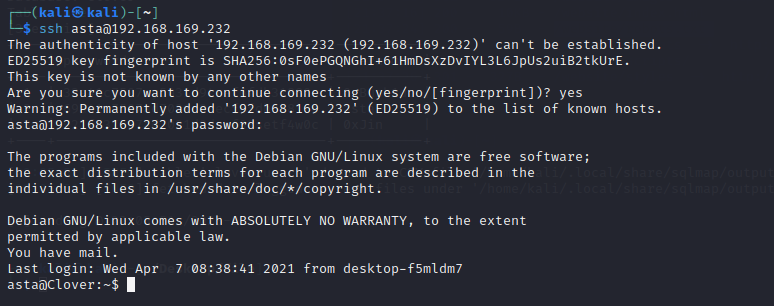 ┌──(kali㉿kali)-[~]
└─$ ssh asta@192.168.169.232
The authenticity of host '192.168.169.232 (192.168.169.232)' can't be established.
ED25519 key fingerprint is SHA256:0sF0ePGQNGhI+61HmDsXzDvIYL3L6JpUs2uiB2tkUrE.
This key is not known by any other names
Are you sure you want to continue connecting (yes/no/[fingerprint])? yes
Warning: Permanently added '192.168.169.232' (ED25519) to the list of known hosts.
asta@192.168.169.232's password:
The programs included with the Debian GNU/Linux system are free software;
the exact distribution terms for each program are described in the
individual files in /usr/share/doc/*/copyright.
Debian GNU/Linux comes with ABSOLUTELY NO WARRANTY, to the extent
permitted by applicable law.
You have mail.
Last login: Wed Apr  7 08:38:41 2021 from desktop-f5mldm7
asta@Clover:~$